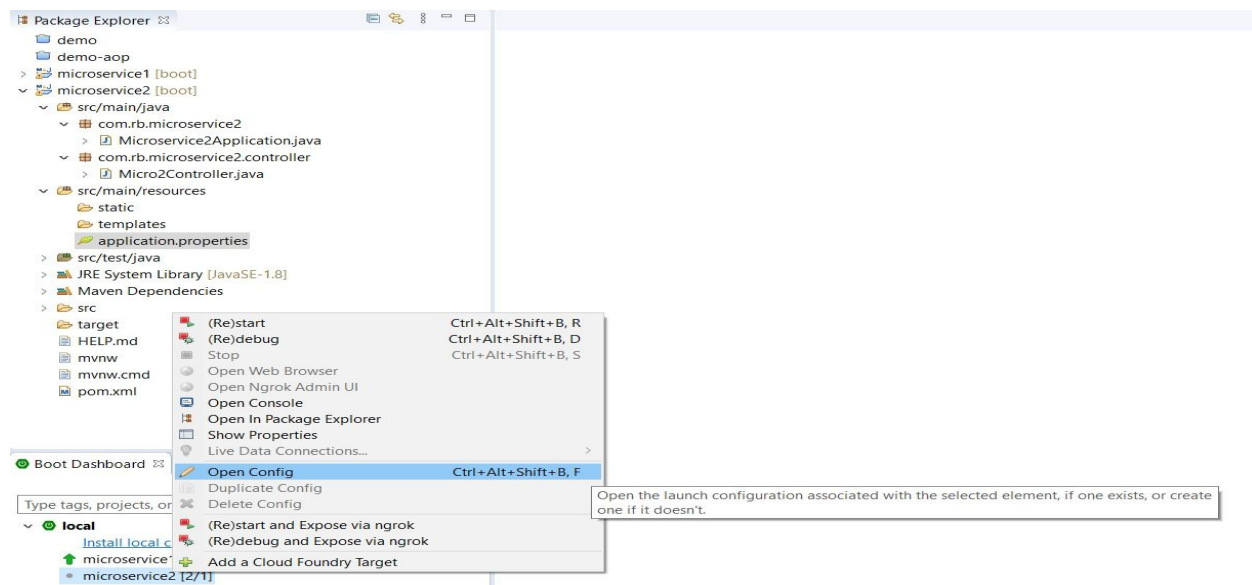 Package Explorer
demo
demo-aop
microservice1 [boot]
microservice2 [boot]
src/main/java
com.rb.microservice2
Microservice2Application.java
com.rb.microservice2.controller
Micro2Controller.java
src/main/resources
static
templates
application.properties
src/test/java
JRE System Library [JavaSE-1.8]
Maven Dependencies
src
target
HELP.md
mvnw
mvnw.cmd
pom.xml
(Re)start Ctrl+Alt+Shift+B, R
(Re)debug Ctrl+Alt+Shift+B, D
Stop Ctrl+Alt+Shift+B, S
Open Web Browser
Open Ngrok Admin UI
Open Console
Open In Package Explorer
Show Properties
Live Data Connections...
Open Config Ctrl+Alt+Shift+B, F
Duplicate Config
Delete Config
(Re)start and Expose via ngrok
(Re)debug and Expose via ngrok
Add a Cloud Foundry Target
Open the launch configuration associated with the selected element, if one exists, or create
one if it doesn't.
Boot Dashboard
Type tags, projects, or
local
Install local c
microservice1
microservice2 [2/1]